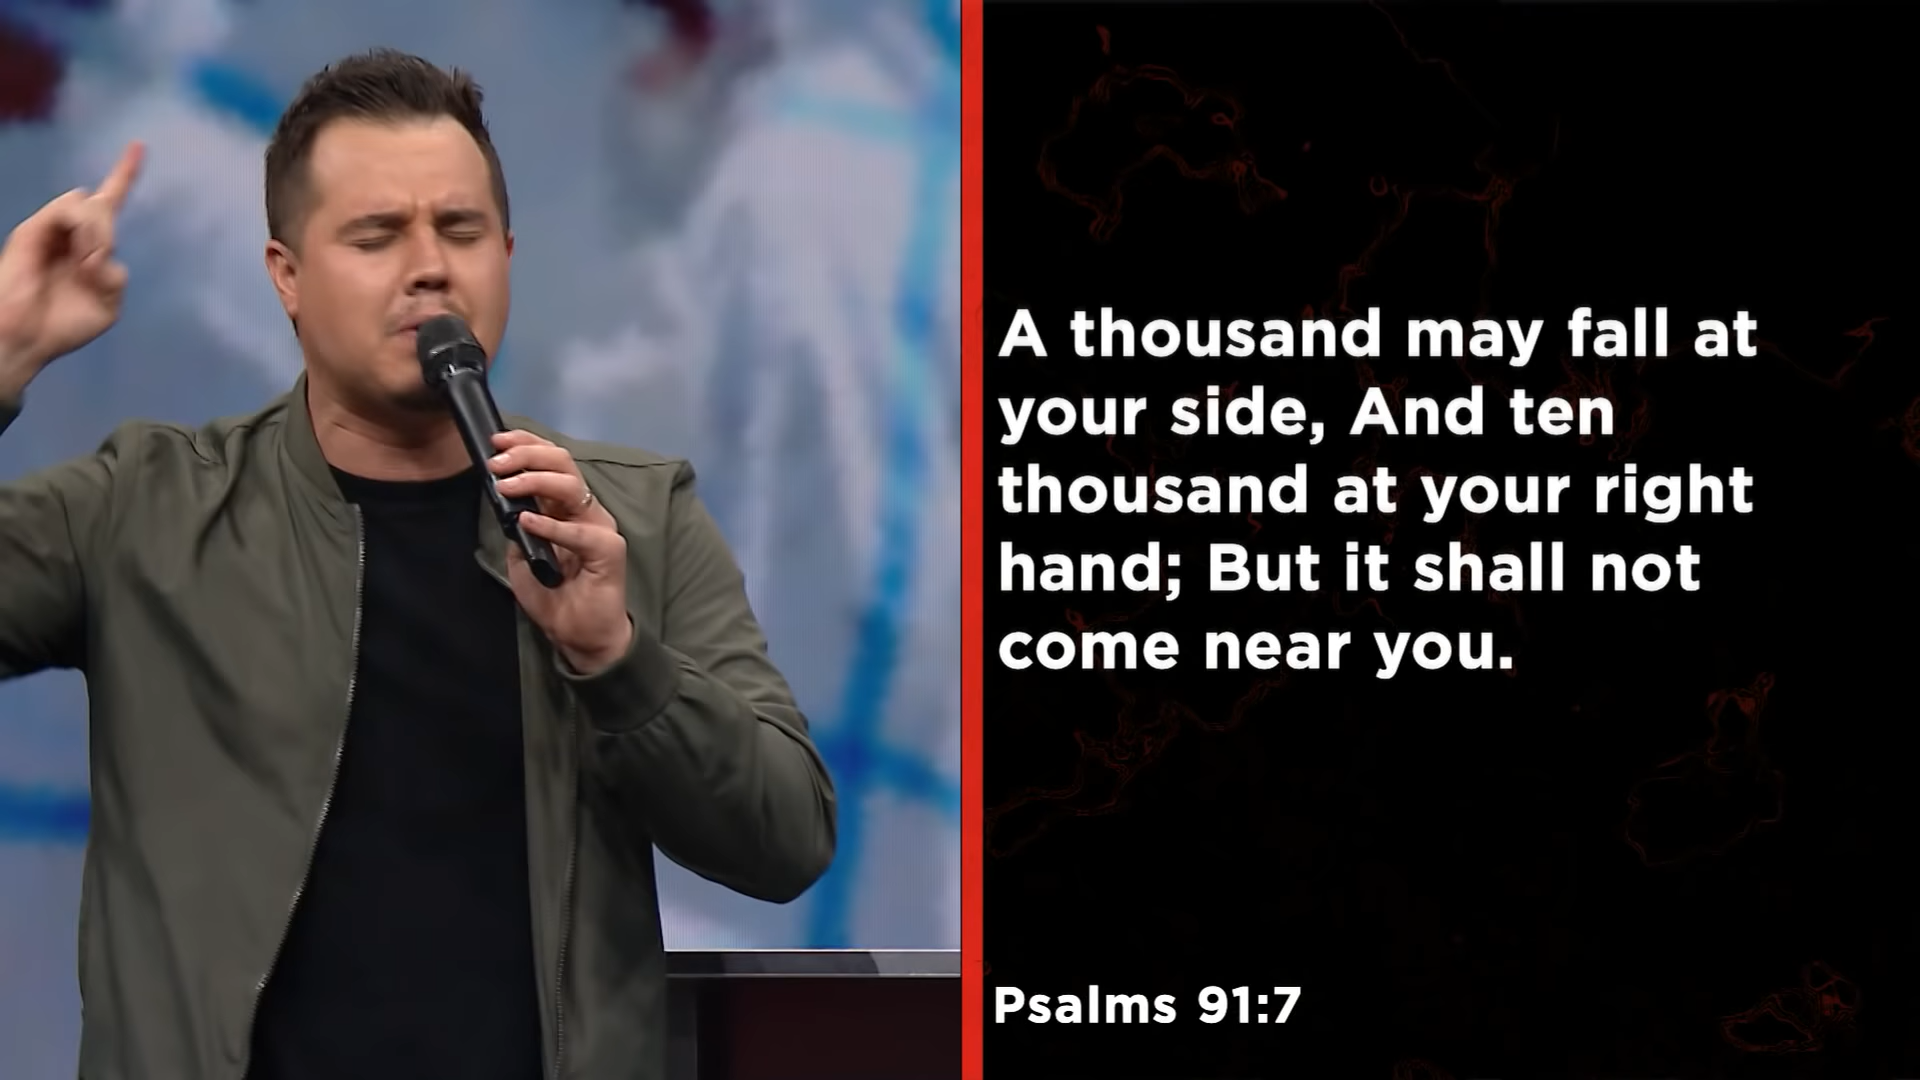 A thousand may fall at
your side, And ten
thousand at your right
hand; But it shall not
come near you.
Psalms 91:7